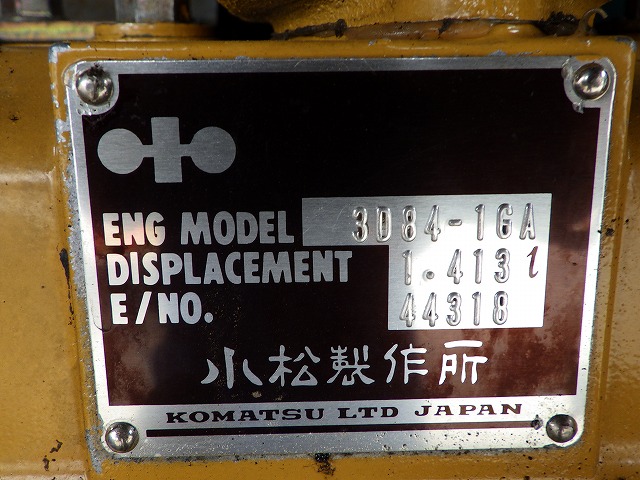 ENG MODEL 3D84-1GA
DISPLACEMENT 1.413 l
E/NO. 44318
小松製作所
KOMATSU LTD JAPAN